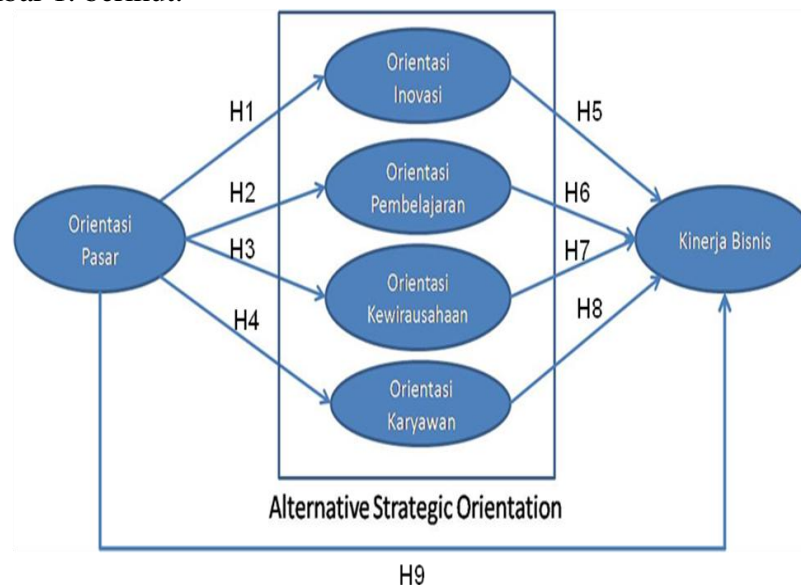 Orientasi
Inovasi
H1
H5
H2
Orientasi
Pembelajaran
H6
Orientasi
Pasar
H3
H7
Kinerja Bisnis
Orientasi
Kewirausahaan
H4
H8
Orientasi
Karyawan
Alternative Strategic Orientation
H9